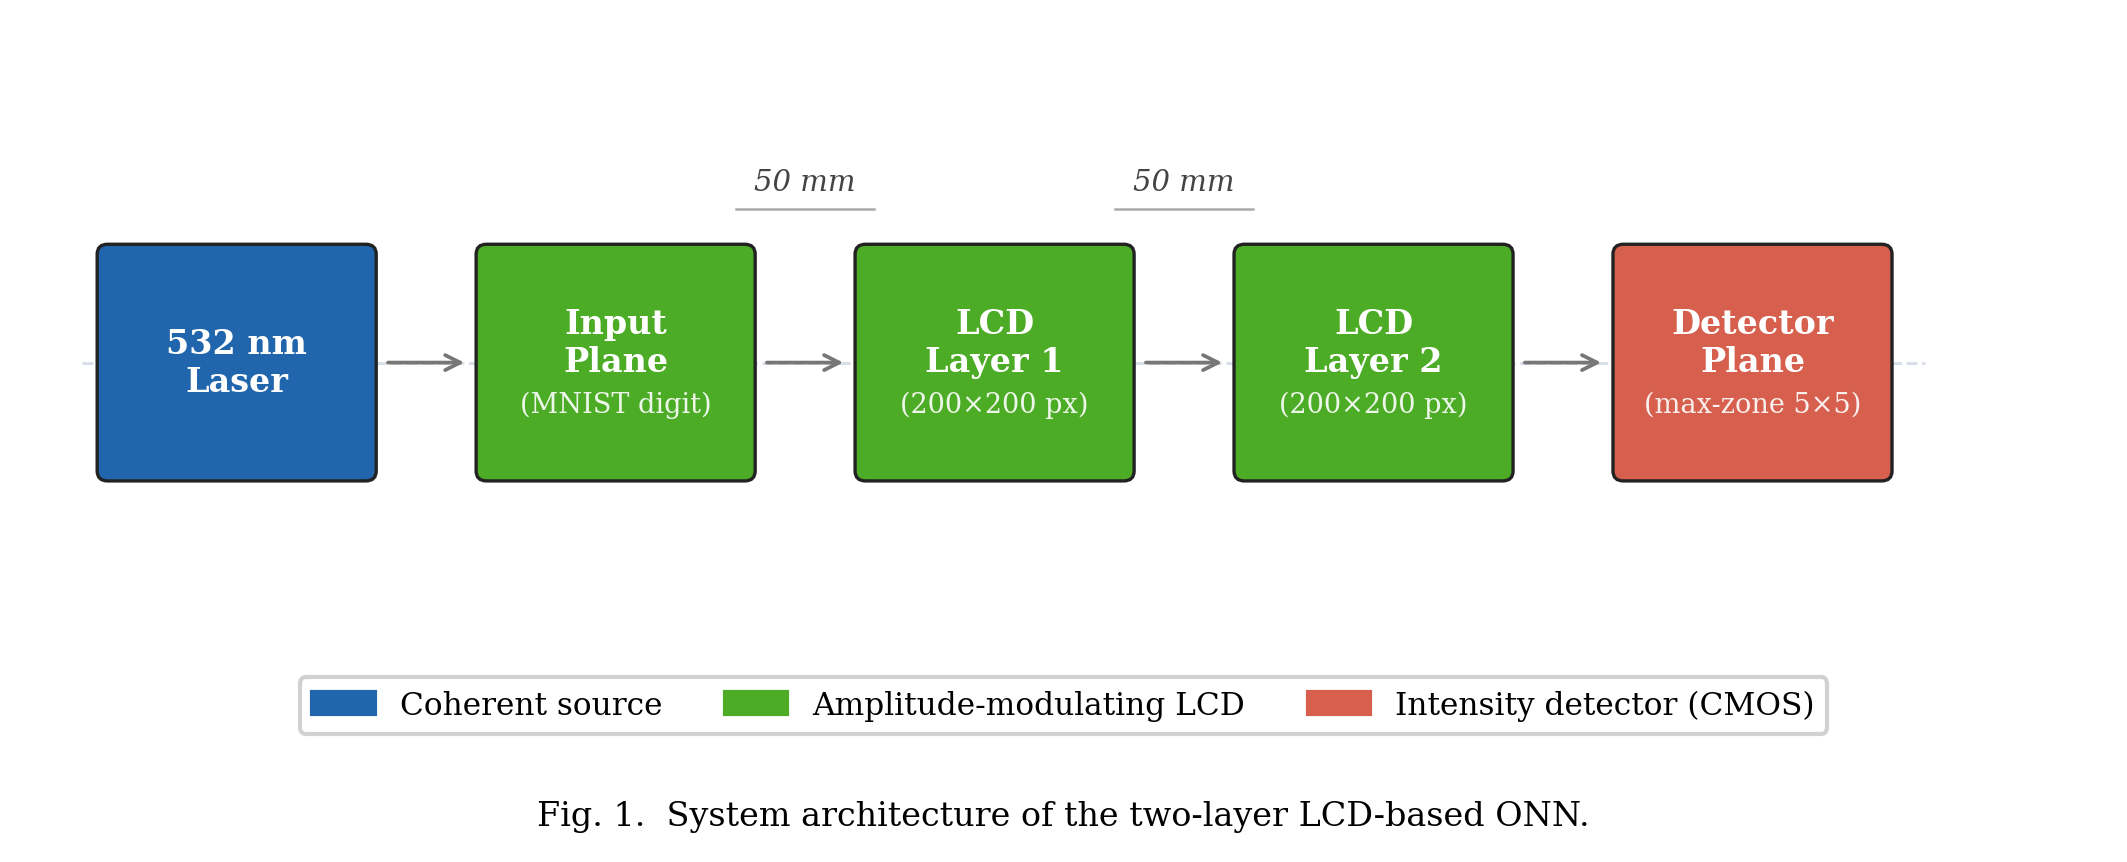 50 mm
50 mm
532 nm
Laser
Input
Plane
(MNIST digit)
LCD
Layer 1
(200×200 px)
LCD
Layer 2
(200×200 px)
Detector
Plane
(max-zone 5×5)
Coherent source
Amplitude-modulating LCD
Intensity detector (CMOS)
Fig. 1.  System architecture of the two-layer LCD-based ONN.